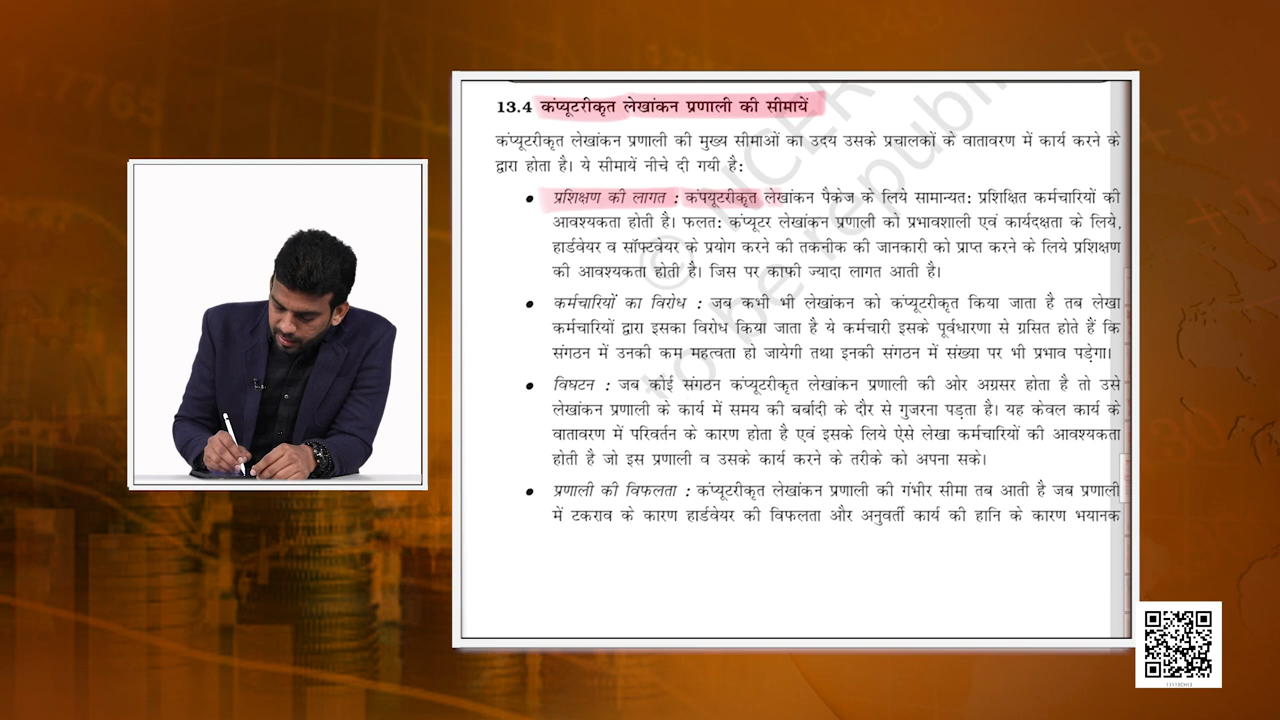 13.4 कंप्यूटरीकृत लेखांकन प्रणाली की सीमायें
कंप्यूटरीकृत लेखांकन प्रणाली की मुख्य सीमाओं का उदय उसके प्रचालकों के वातावरण में कार्य करने के
द्वारा होता है। ये सीमायें नीचे दी गयी है:
• प्रशिक्षण की लागत : कंपयूटरीकृत लेखांकन पैकेज के लिये सामान्यत: प्रशिक्षित कर्मचारियों की
आवश्यकता होती है। फलत: कंप्यूटर लेखांकन प्रणाली को प्रभावशाली एवं कार्यदक्षता के लिये,
हार्डवेयर व सॉफ्टवेयर के प्रयोग करने की तकनीक की जानकारी को प्राप्त करने के लिये प्रशिक्षण
की आवश्यकता होती है। जिस पर काफी ज्यादा लागत आती है।
• कर्मचारियों का विरोध : जब कभी भी लेखांकन को कंप्यूटरीकृत किया जाता है तब लेखा
कर्मचारियों द्वारा इसका विरोध किया जाता है ये कर्मचारी इसके पूर्वधारणा से ग्रसित होते हैं कि
संगठन में उनकी कम महत्वता हो जायेगी तथा इनकी संगठन में संख्या पर भी प्रभाव पड़ेगा।
• विघटन : जब कोई संगठन कंप्यूटरीकृत लेखांकन प्रणाली की ओर अग्रसर होता है तो उसे
लेखांकन प्रणाली के कार्य में समय की बर्बादी के दौर से गुजरना पड़ता है। यह केवल कार्य के
वातावरण में परिवर्तन के कारण होता है एवं इसके लिये ऐसे लेखा कर्मचारियों की आवश्यकता
होती है जो इस प्रणाली व उसके कार्य करने के तरीके को अपना सके।
• प्रणाली की विफलता : कंप्यूटरीकृत लेखांकन प्रणाली की गंभीर सीमा तब आती है जब प्रणाली
में टकराव के कारण हार्डवेयर की विफलता और अनुवर्ती कार्य की हानि के कारण भयानक